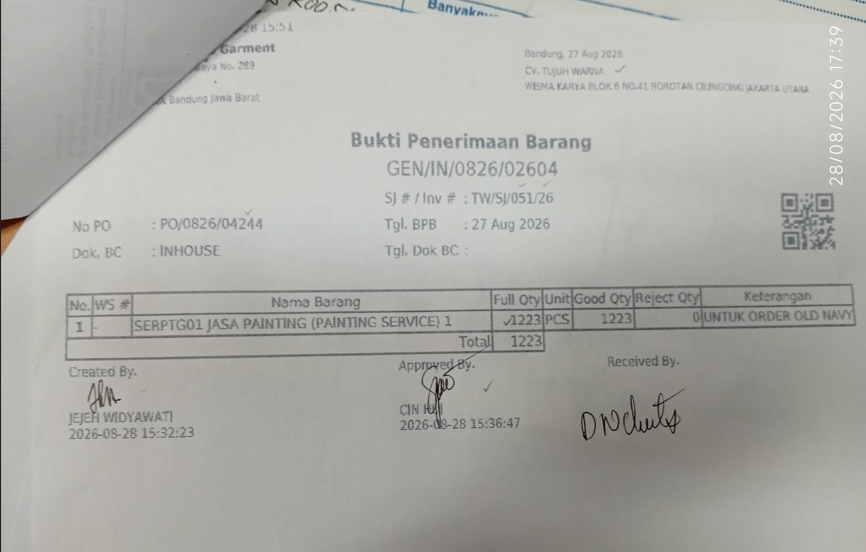 Banyakn
28 15:51
Garment
aya No. 289
Bandung Jawa Barat
Bandung, 27 Aug 2026
CV. TUJUH WARNA
WISMA KARYA BLOK 6 NO.41 ROROTAN CILINGCING JAKARTA UTARA
28/08/2026 17:39
Bukti Penerimaan Barang
GEN/IN/0826/02604
SJ # / Inv # : TW/SJ/051/26
No PO : PO/0826/04244
Tgl. BPB : 27 Aug 2026
Dok. BC : INHOUSE
Tgl. Dok BC :
No. WS # Nama Barang Full Qty Unit Good Qty Reject Qty Keterangan
1 - SERPTG01 JASA PAINTING (PAINTING SERVICE) 1 1223 PCS 1223 0 UNTUK ORDER OLD NAVY
Total 1223
Created By.
Approved By.
Received By.
JEJEH WIDYAWATI
CIN
2026-08-28 15:32:23
2026-08-28 15:36:47